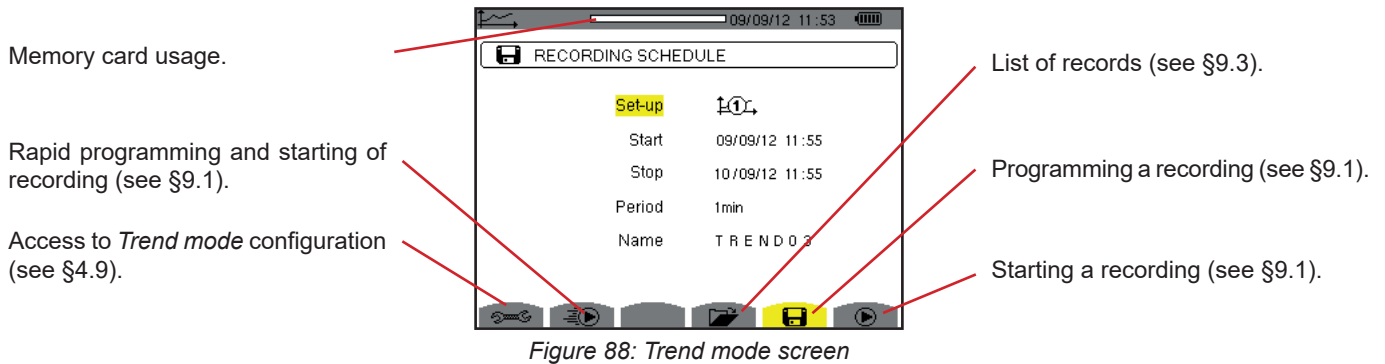 09/09/12 11:53
Memory card usage.
RECORDING SCHEDULE
List of records (see §9.3).
Set-up 1
Start 09/09/12 11:55
Rapid programming and starting of
recording (see §9.1).
Stop 10/09/12 11:55
Programming a recording (see §9.1).
Period 1min
Name TREND03
Access to Trend mode configuration
(see §4.9).
Starting a recording (see §9.1).
Figure 88: Trend mode screen